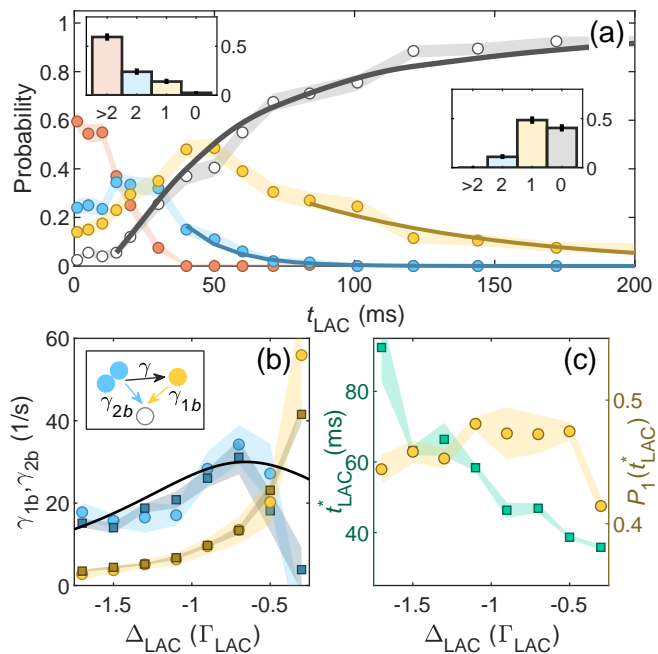 (a)
Probability
1
0.8
0.6
0.4
0.2
0
0 50 100 150 200
t_LAC (ms)
0.5
0
>2 2 1 0
0.5
0
>2 2 1 0
(b)
γ_1b, γ_2b (1/s)
60
40
20
0
-1.5 -1 -0.5
Δ_LAC (Γ_LAC)
γ
γ_2b
γ_1b
(c)
t*_LAC (ms)
80
60
40
-1.5 -1 -0.5
Δ_LAC (Γ_LAC)
0.5
0.4
P_1(t*_LAC)